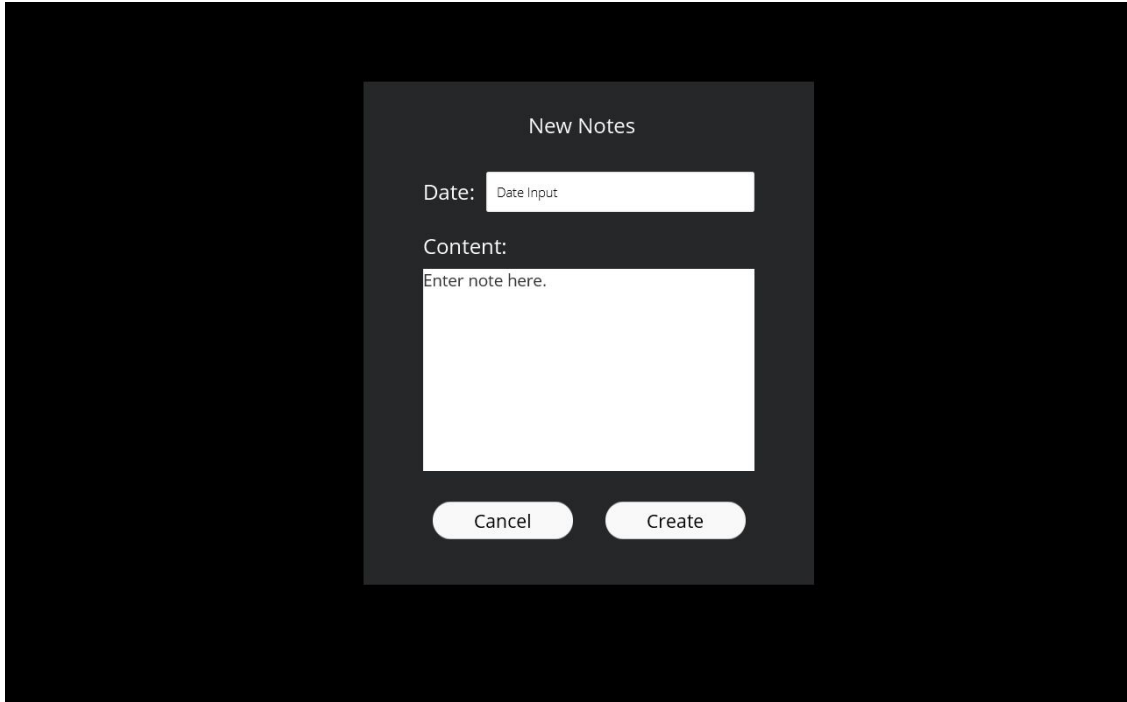 New Notes
Date: Date Input
Content:
Enter note here.
Cancel Create